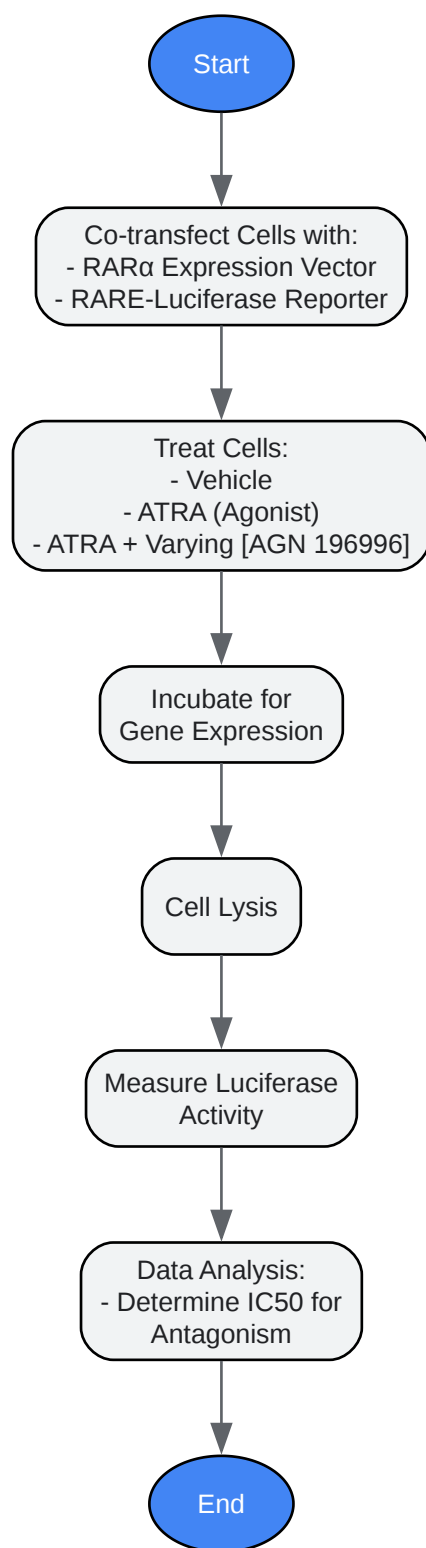 Start
Co-transfect Cells with:
- RARα Expression Vector
- RARE-Luciferase Reporter
Treat Cells:
- Vehicle
- ATRA (Agonist)
- ATRA + Varying [AGN 196996]
Incubate for
Gene Expression
Cell Lysis
Measure Luciferase
Activity
Data Analysis:
- Determine IC50 for
Antagonism
End